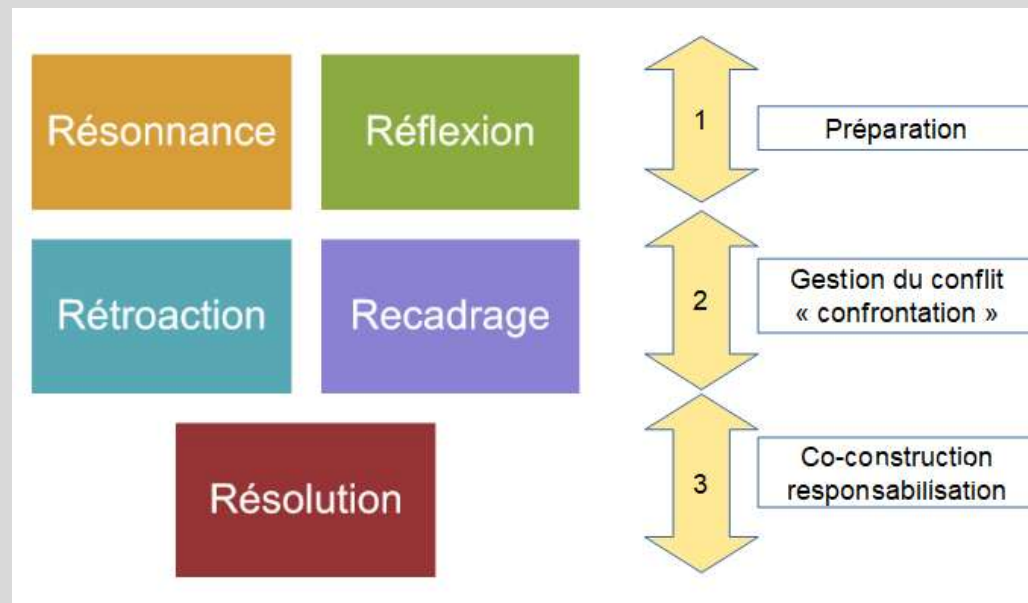 Résonnance
Réflexion
1
Préparation
Rétroaction
Recadrage
2
Gestion du conflit
« confrontation »
Résolution
3
Co-construction
responsabilisation